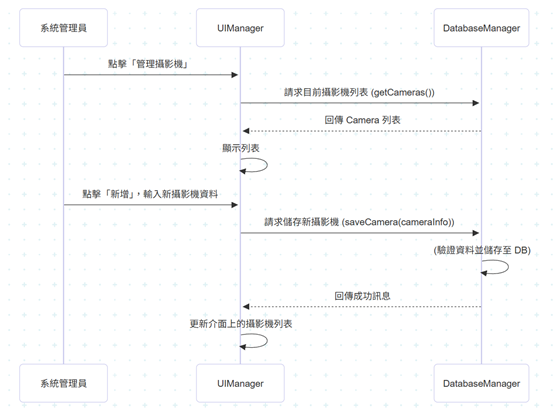 系統管理員
UIManager
DatabaseManager
點擊「管理攝影機」
請求目前攝影機列表 (getCameras())
回傳 Camera 列表
顯示列表
點擊「新增」，輸入新攝影機資料
請求儲存新攝影機 (saveCamera(cameraInfo))
(驗證資料並儲存至 DB)
回傳成功訊息
更新介面上的攝影機列表
系統管理員
UIManager
DatabaseManager